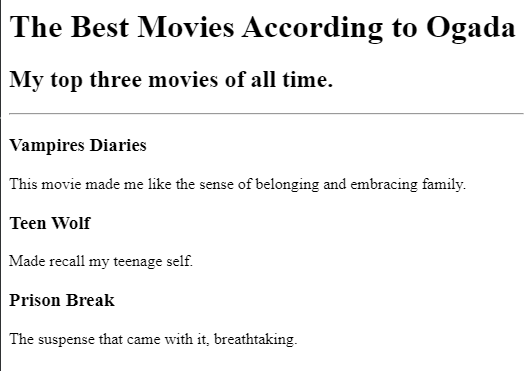 The Best Movies According to Ogada
My top three movies of all time.
Vampires Diaries
This movie made me like the sense of belonging and embracing family.
Teen Wolf
Made recall my teenage self.
Prison Break
The suspense that came with it, breathtaking.